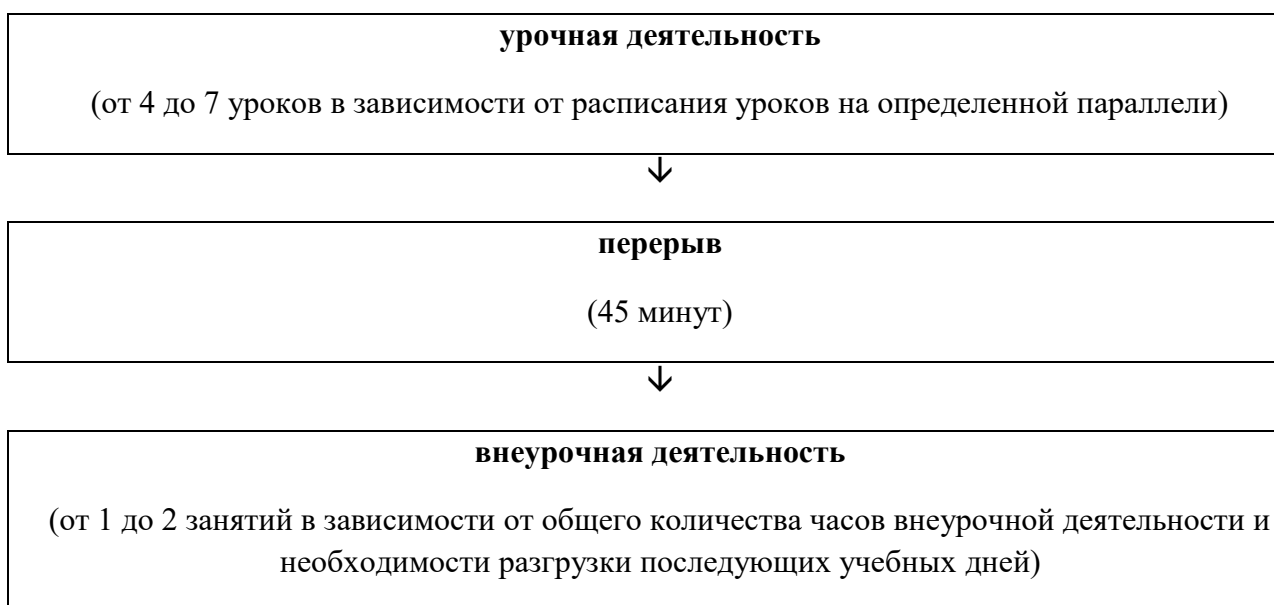 урочная деятельность
(от 4 до 7 уроков в зависимости от расписания уроков на определенной параллели)
↓
перерыв
(45 минут)
↓
внеурочная деятельность
(от 1 до 2 занятий в зависимости от общего количества часов внеурочной деятельности и
необходимости разгрузки последующих учебных дней)